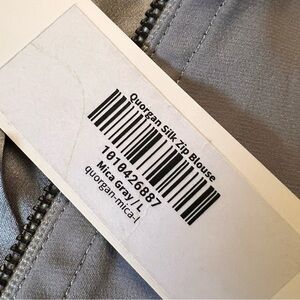 Quorgan Silk Zip Blouse
1010426887
Mica Gray / L
quorgan-mica-l